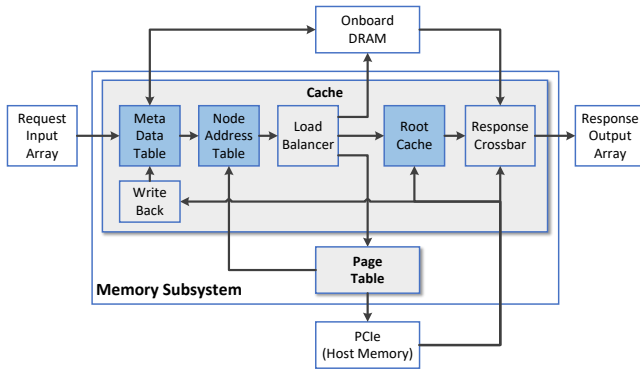 Onboard
DRAM
Cache
Request
Input
Array
Meta
Data
Table
Node
Address
Table
Load
Balancer
Root
Cache
Response
Crossbar
Response
Output
Array
Write
Back
Page
Table
Memory Subsystem
PCIe
(Host Memory)